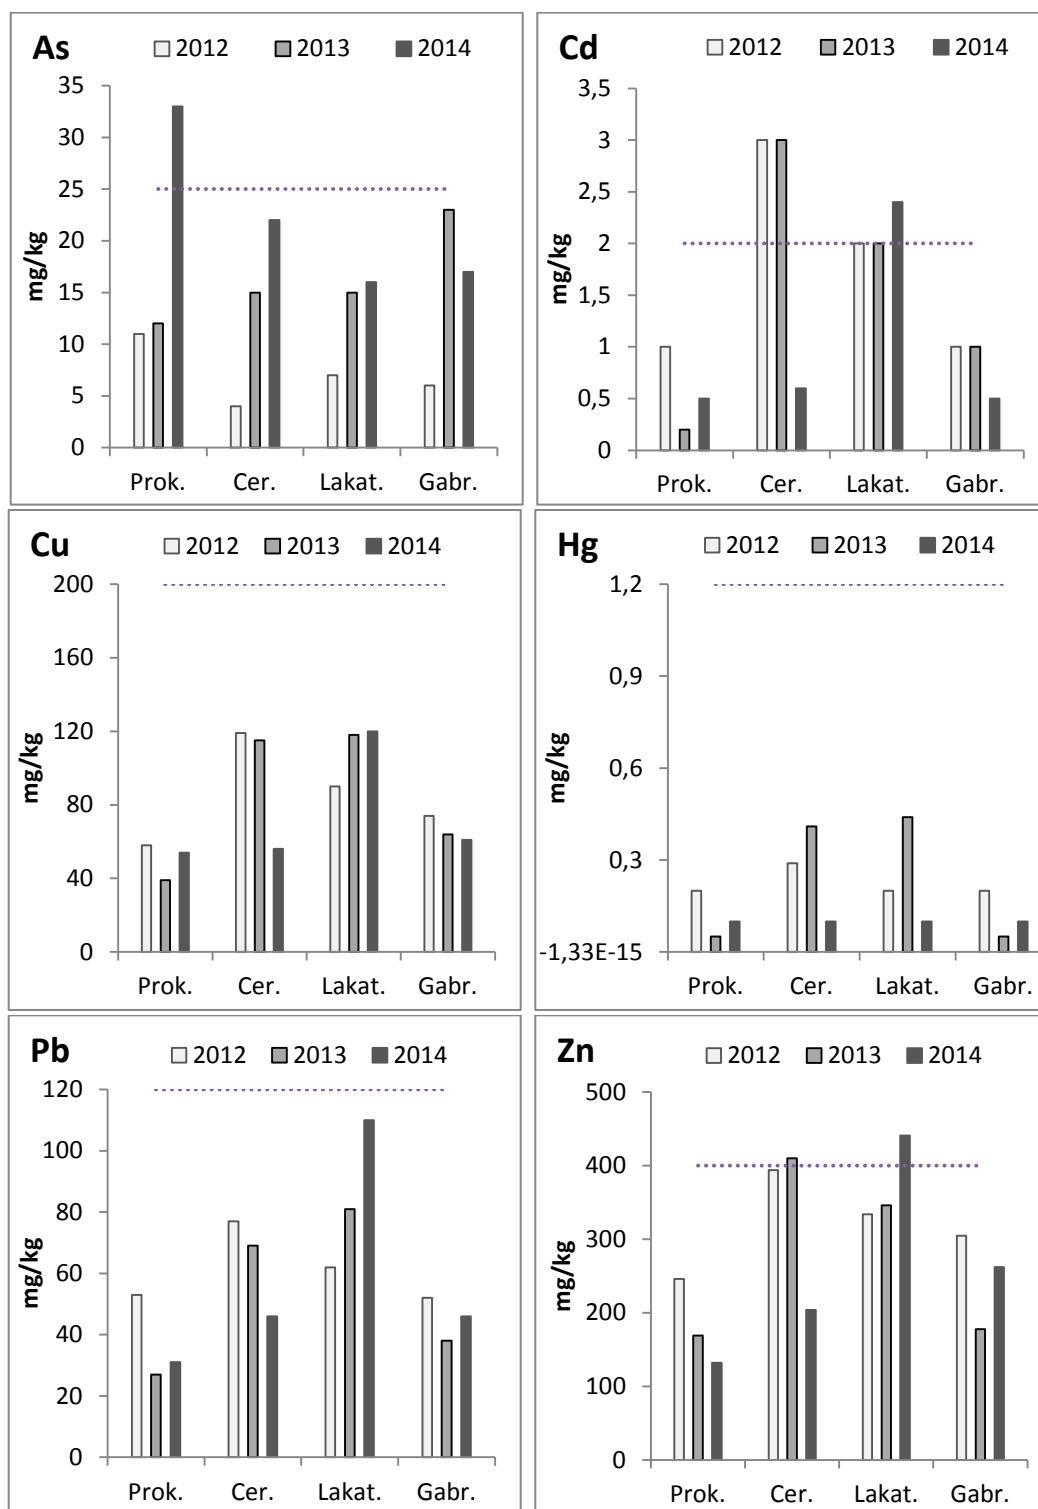 As
2012 2013 2014
35
30
25
20
15
10
5
0
mg/kg
Prok. Cer. Lakat. Gabr.
Cd
2012 2013 2014
3,5
3
2,5
2
1
0,5
0
mg/kg
Prok. Cer. Lakat. Gabr.
Cu
2012 2013 2014
200
160
120
80
40
0
mg/kg
Prok. Cer. Lakat. Gabr.
Hg
2012 2013 2014
1,2
0,9
0,6
0,3
-1,33E-15
mg/kg
Prok. Cer. Lakat. Gabr.
Pb
2012 2013 2014
120
100
80
60
40
20
0
mg/kg
Prok. Cer. Lakat. Gabr.
Zn
2012 2013 2014
500
400
300
200
100
0
mg/kg
Prok. Cer. Lakat. Gabr.